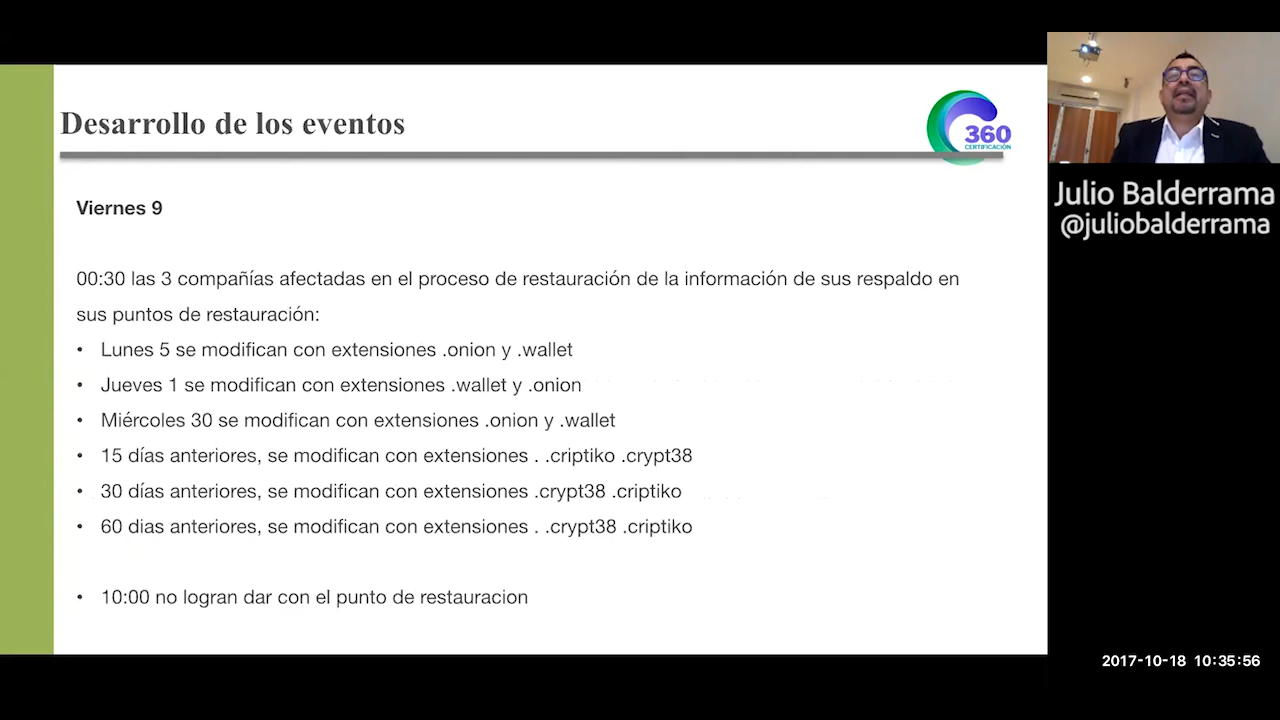 Desarrollo de los eventos
360
CERTIFICACIÓN
Viernes 9
00:30 las 3 compañías afectadas en el proceso de restauración de la información de sus respaldo en
sus puntos de restauración:
• Lunes 5 se modifican con extensiones .onion y .wallet
• Jueves 1 se modifican con extensiones .wallet y .onion
• Miércoles 30 se modifican con extensiones .onion y .wallet
• 15 días anteriores, se modifican con extensiones . .criptiko .crypt38
• 30 días anteriores, se modifican con extensiones .crypt38 .criptiko
• 60 dias anteriores, se modifican con extensiones . .crypt38 .criptiko
• 10:00 no logran dar con el punto de restauracion
Julio Balderrama
@juliobalderrama
2017-10-18 10:35:56